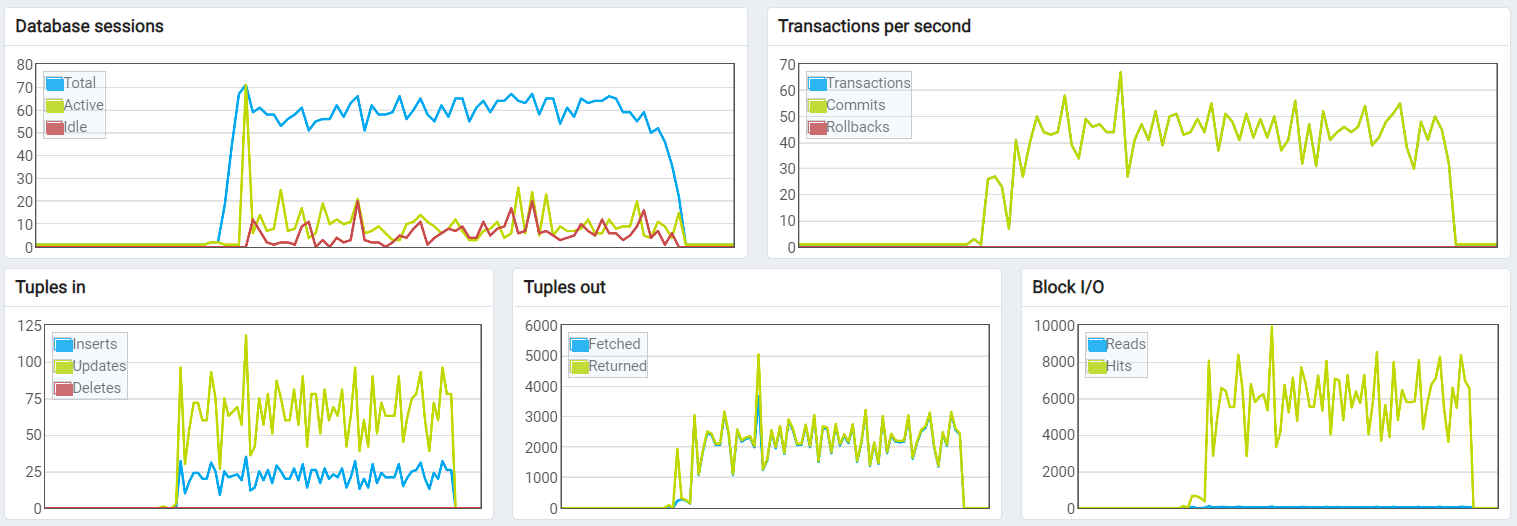 Database sessions
80
70
60
50
40
30
20
10
0
Total
Active
Idle
Transactions per second
70
60
50
40
30
20
10
0
Transactions
Commits
Rollbacks
Tuples in
125
100
75
50
25
0
Inserts
Updates
Deletes
Tuples out
6000
5000
4000
3000
2000
1000
0
Fetched
Returned
Block I/O
10000
8000
6000
4000
2000
0
Reads
Hits